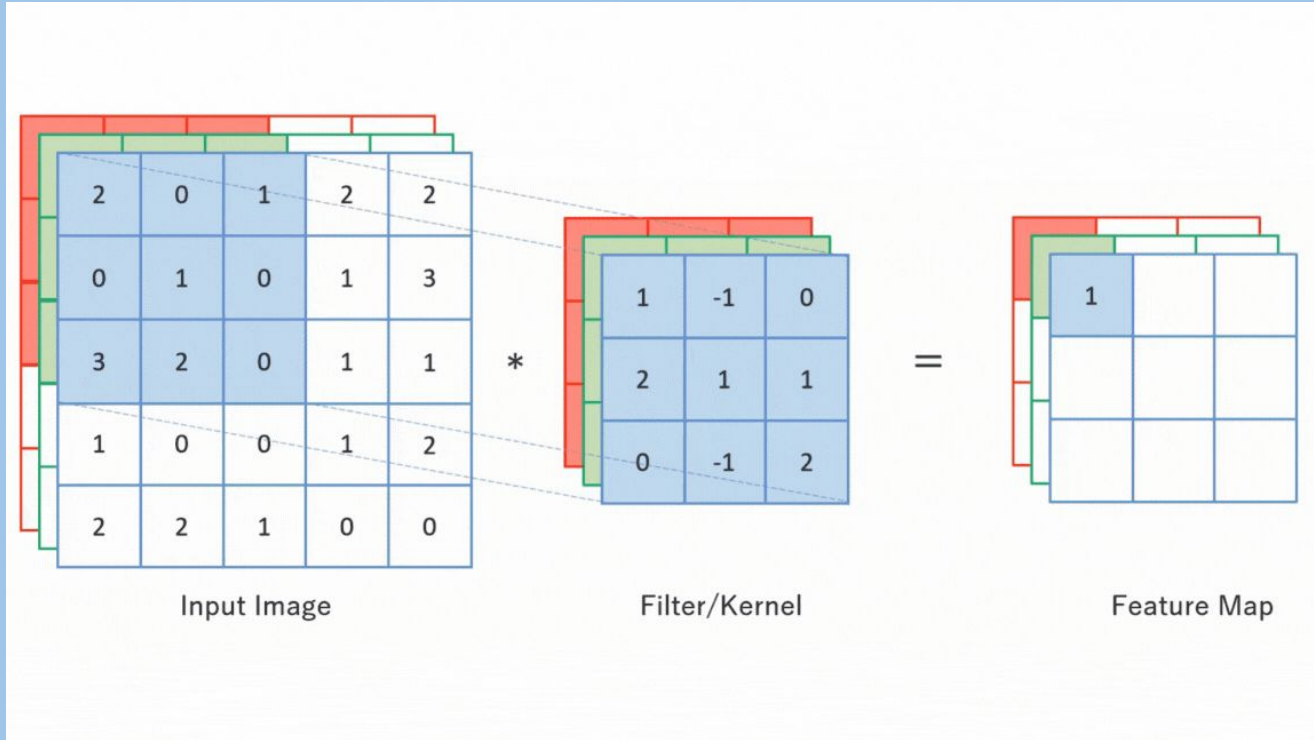 2 0 1 2 2
0 1 0 1 3
3 2 0 1 1
1 0 0 1 2
2 2 1 0 0
Input Image
*
1 -1 0
2 1 1
0 -1 2
Filter/Kernel
=
1
Feature Map